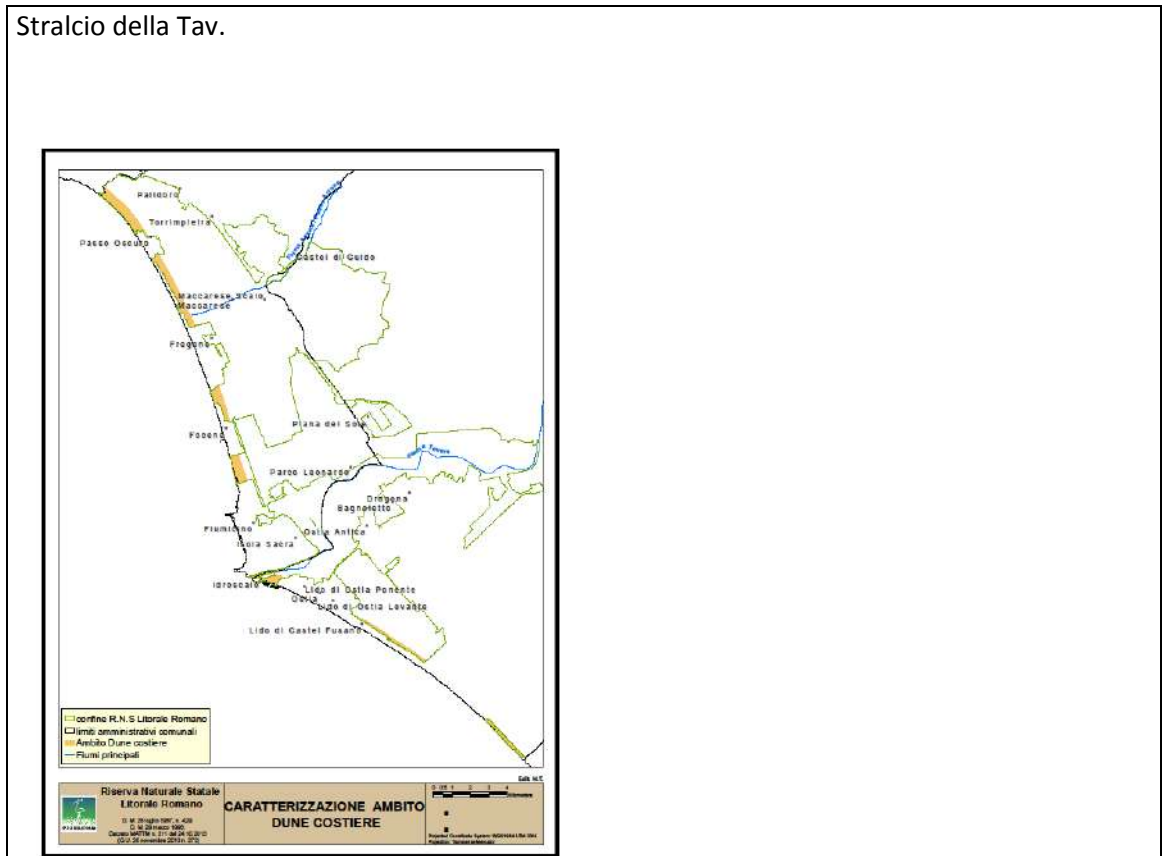 Stralcio della Tav.
Palidoro
Torrimpietra
Passo Oscuro
Castel di Guido
Maccarese Scalo
Maccarese
Fregene
Piana del Sole
Focene
Fiume Tevere
Parco Leonardo
Dragona
Bagnoletto
Fiumicino
Ostia Antica
Isola Sacra
Idroscalo
Lido di Ostia Ponente
Ostia
Lido di Ostia Levante
Lido di Castel Fusano
confine R.N.S Litorale Romano
limiti amministrativi comunali
Ambito Dune costiere
Fiumi principali
Riserva Naturale Statale
Litorale Romano
CARATTERIZZAZIONE AMBITO
DUNE COSTIERE